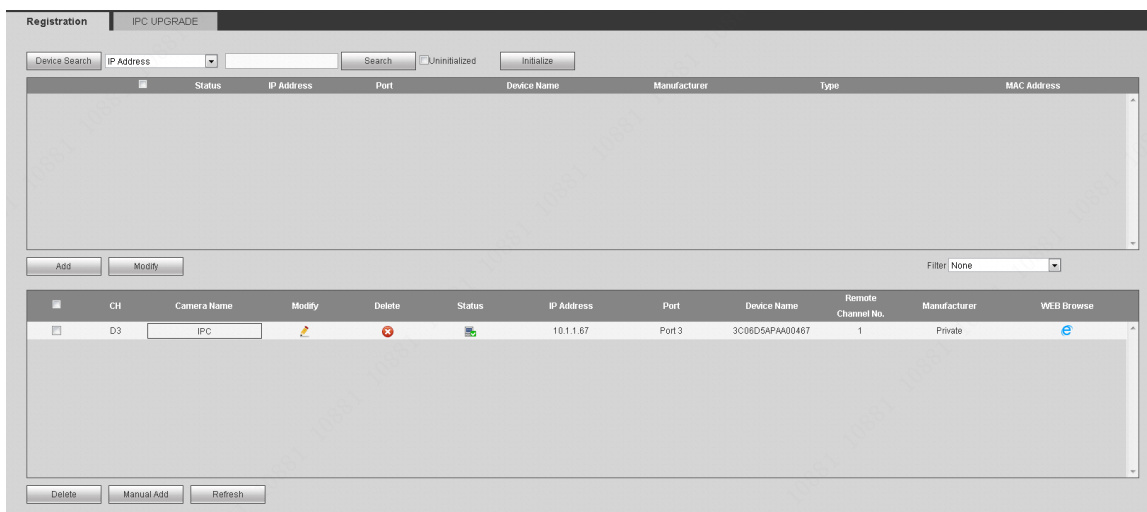 Registration IPC UPGRADE
Device Search IP Address Search Uninitialized Initialize
Status IP Address Port Device Name Manufacturer Type MAC Address
Add Modify Filter None
CH Camera Name Modify Delete Status IP Address Port Device Name Remote Channel No. Manufacturer WEB Browse
D3 IPC 10.1.1.67 Port 3 3C06D5APAA00467 1 Private
Delete Manual Add Refresh